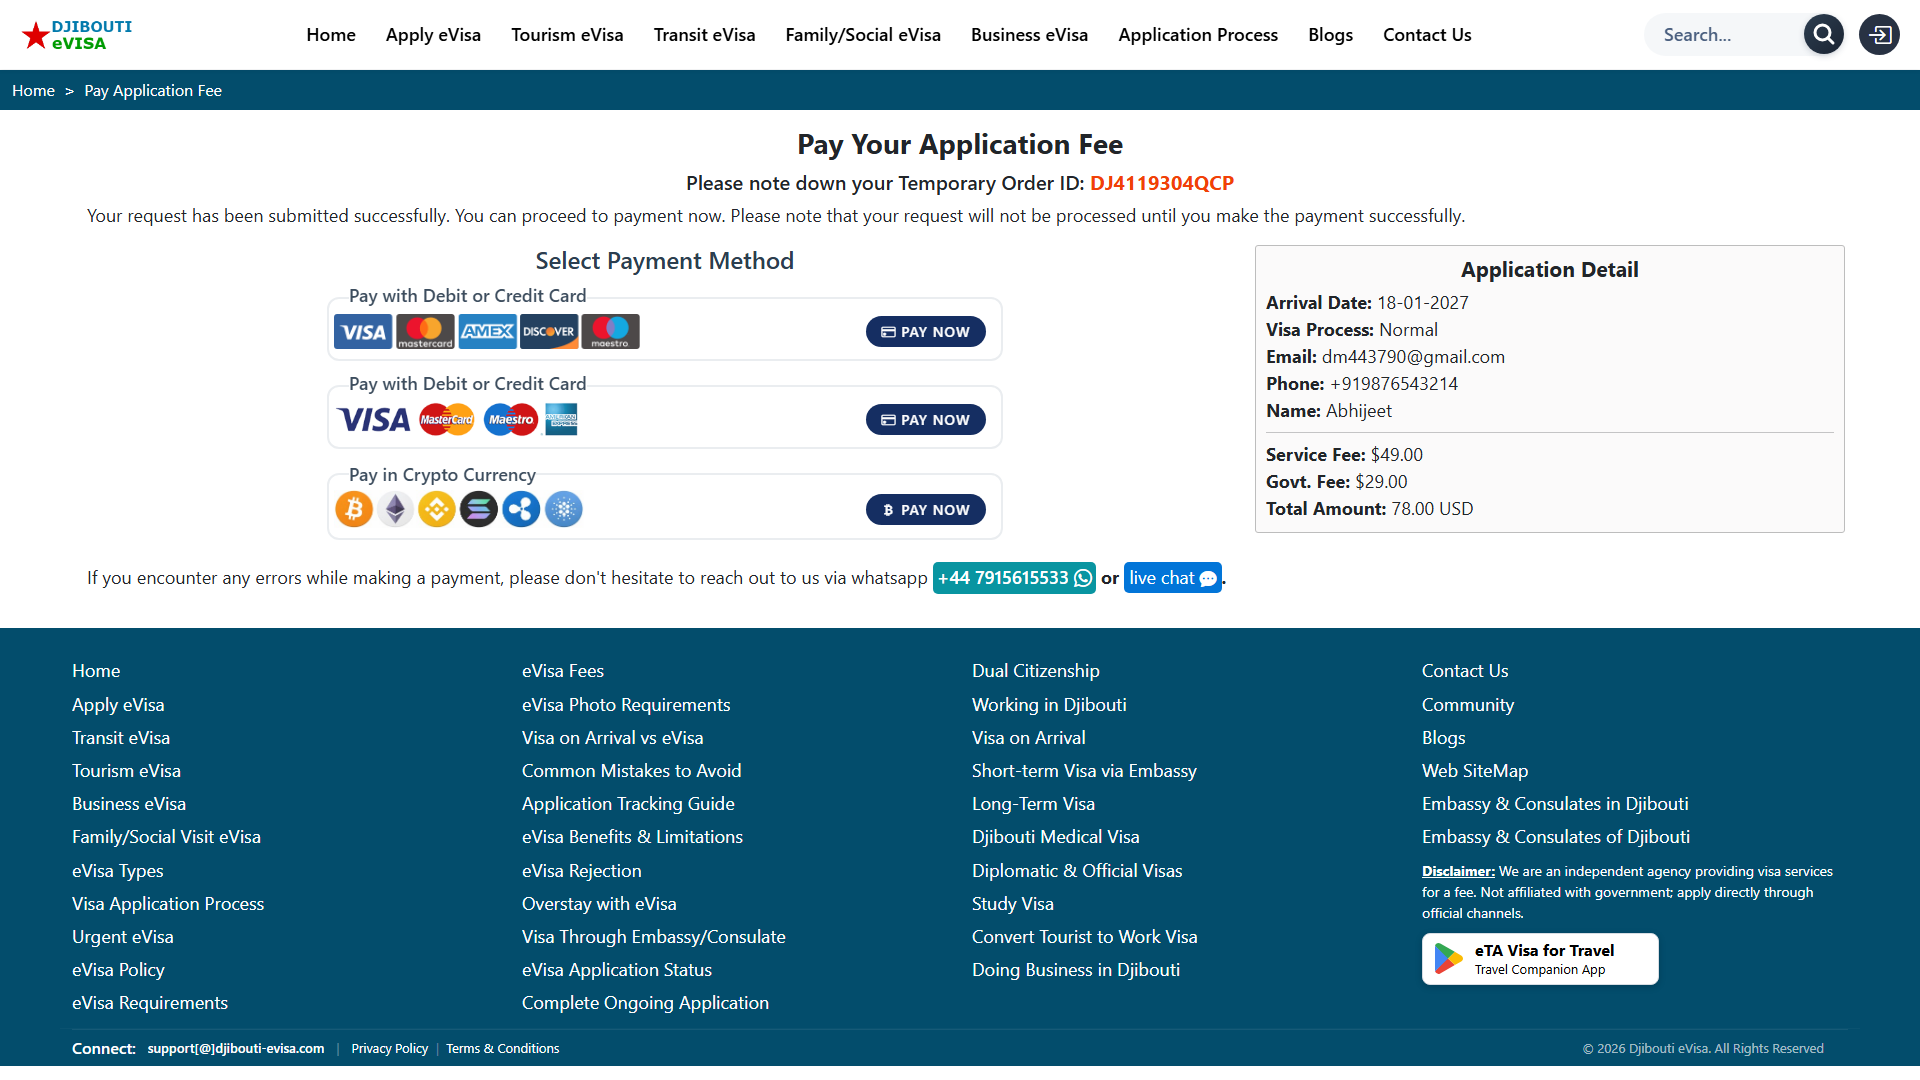 DJIBOUTI
eVISA
Home
Apply eVisa
Tourism eVisa
Transit eVisa
Family/Social eVisa
Business eVisa
Application Process
Blogs
Contact Us
Search...
Home > Pay Application Fee
Pay Your Application Fee
Please note down your Temporary Order ID: DJ4119304QCP
Your request has been submitted successfully. You can proceed to payment now. Please note that your request will not be processed until you make the payment successfully.
Select Payment Method
Pay with Debit or Credit Card
VISA mastercard AMEX DISCOVER maestro
PAY NOW
Pay with Debit or Credit Card
VISA MasterCard Maestro AMERICAN EXPRESS
PAY NOW
Pay in Crypto Currency
PAY NOW
Application Detail
Arrival Date: 18-01-2027
Visa Process: Normal
Email: dm443790@gmail.com
Phone: +919876543214
Name: Abhijeet
Service Fee: $49.00
Govt. Fee: $29.00
Total Amount: 78.00 USD
If you encounter any errors while making a payment, please don't hesitate to reach out to us via whatsapp +44 7915615533 or live chat .
Home
Apply eVisa
Transit eVisa
Tourism eVisa
Business eVisa
Family/Social Visit eVisa
eVisa Types
Visa Application Process
Urgent eVisa
eVisa Policy
eVisa Requirements
eVisa Fees
eVisa Photo Requirements
Visa on Arrival vs eVisa
Common Mistakes to Avoid
Application Tracking Guide
eVisa Benefits & Limitations
eVisa Rejection
Overstay with eVisa
Visa Through Embassy/Consulate
eVisa Application Status
Complete Ongoing Application
Dual Citizenship
Working in Djibouti
Visa on Arrival
Short-term Visa via Embassy
Long-Term Visa
Djibouti Medical Visa
Diplomatic & Official Visas
Study Visa
Convert Tourist to Work Visa
Doing Business in Djibouti
Contact Us
Community
Blogs
Web SiteMap
Embassy & Consulates in Djibouti
Embassy & Consulates of Djibouti
Disclaimer: We are an independent agency providing visa services
for a fee. Not affiliated with government; apply directly through
official channels.
eTA Visa for Travel
Travel Companion App
Connect: support[@]djibouti-evisa.com | Privacy Policy | Terms & Conditions
© 2026 Djibouti eVisa. All Rights Reserved